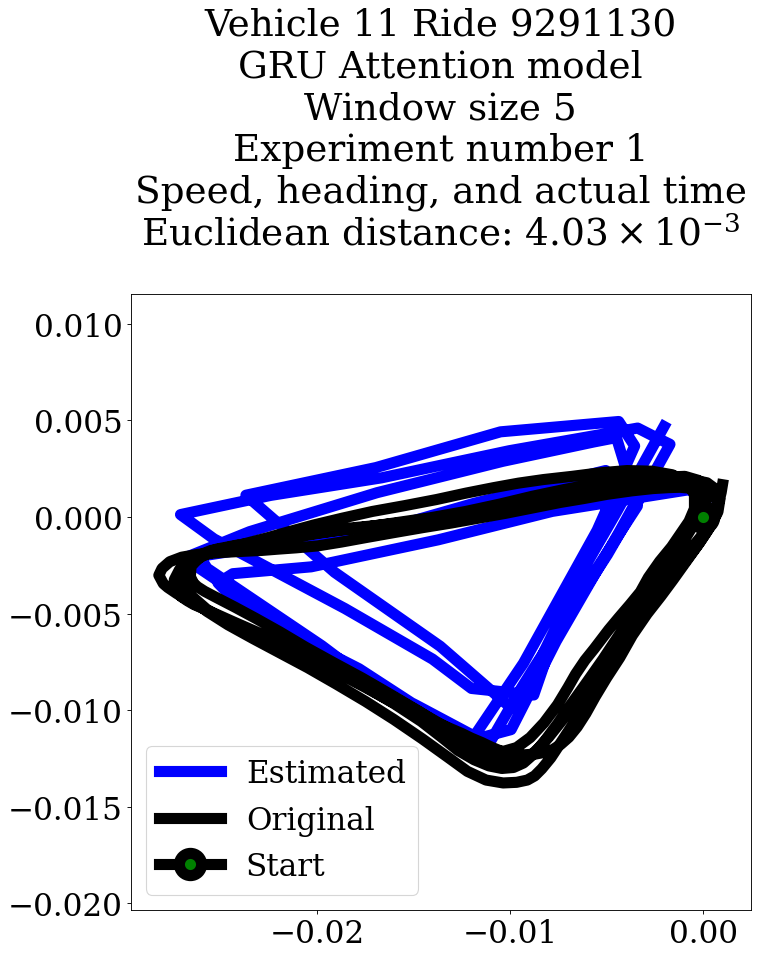 Vehicle 11 Ride 9291130
GRU Attention model
Window size 5
Experiment number 1
Speed, heading, and actual time
Euclidean distance: 4.03 × 10⁻³
0.010
0.005
0.000
−0.005
−0.010
−0.015
−0.020
Estimated
Original
Start
−0.02
−0.01
0.00